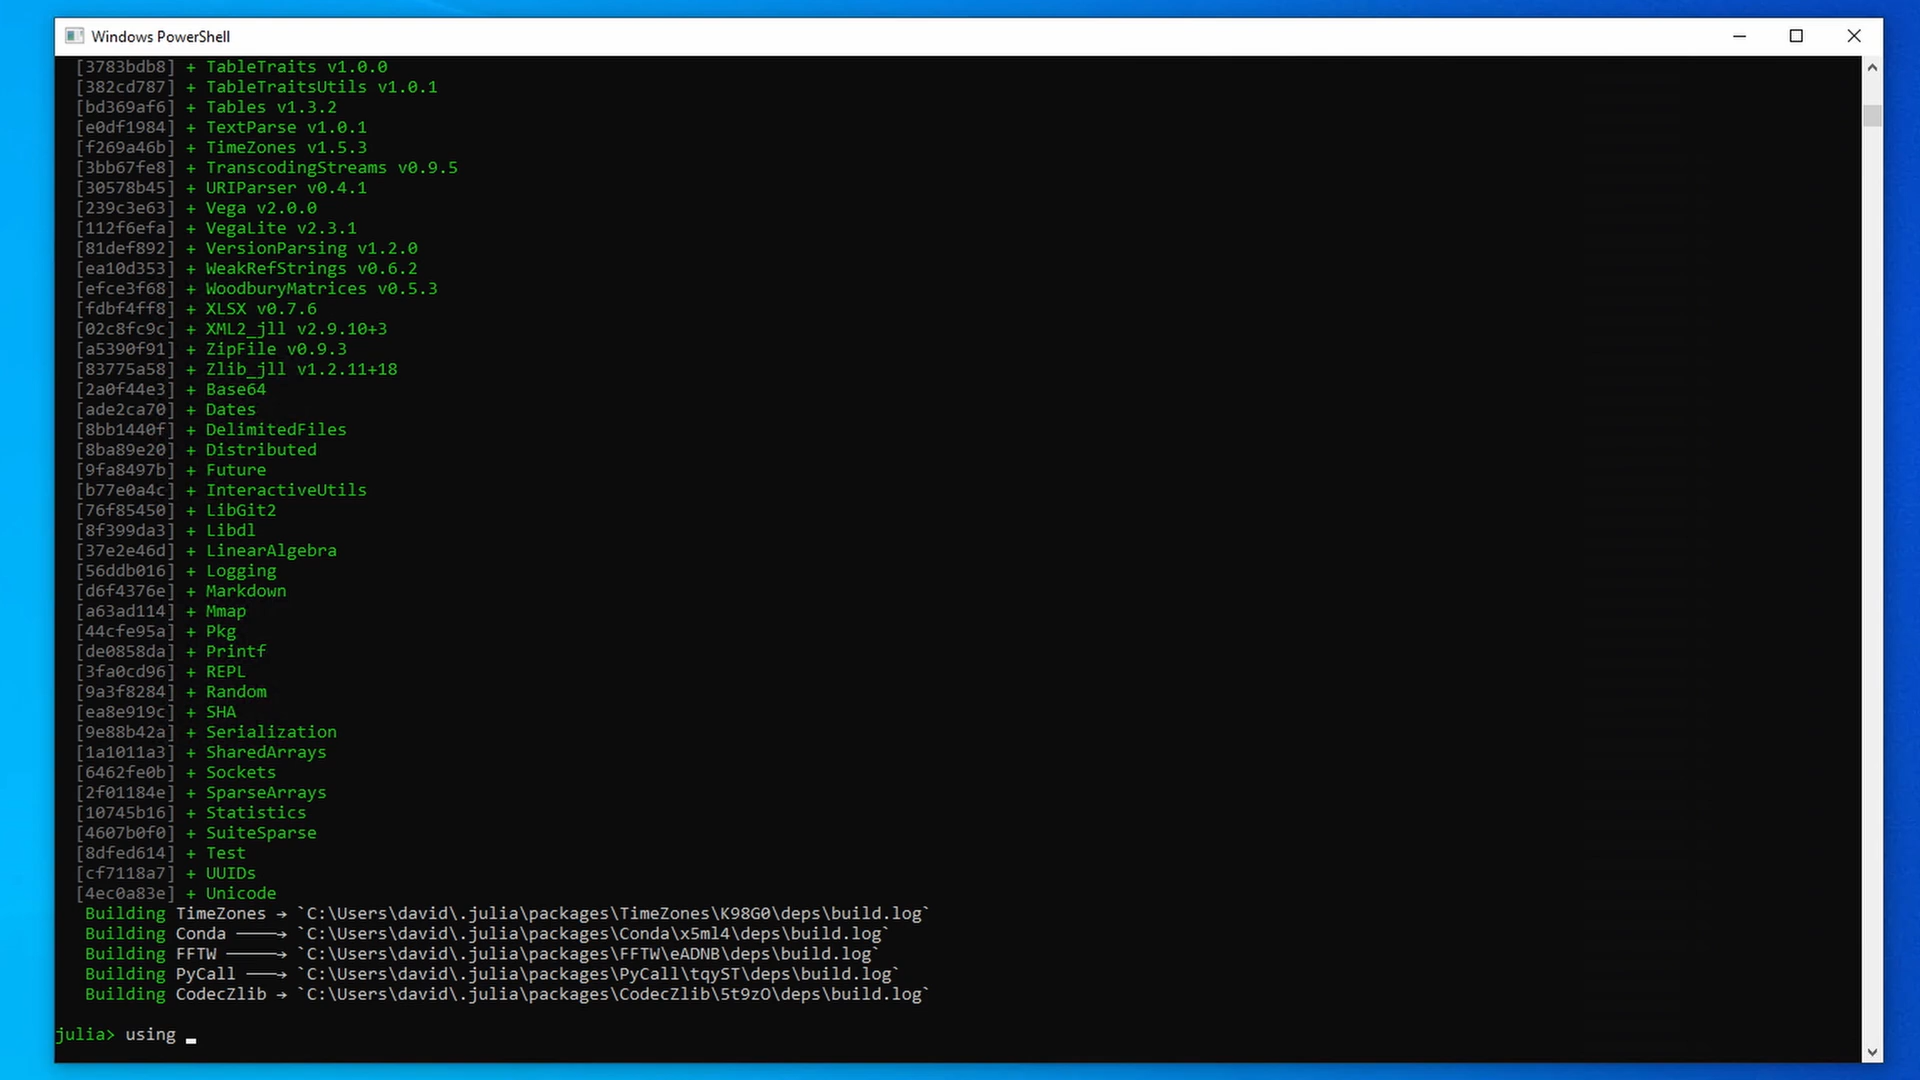 Windows PowerShell
[3783bdb8] + TableTraits v1.0.0
[382cd787] + TableTraitsUtils v1.0.1
[bd369af6] + Tables v1.3.2
[e0df1984] + TextParse v1.0.1
[f269a46b] + TimeZones v1.5.3
[3bb67fe8] + TranscodingStreams v0.9.5
[30578b45] + URIParser v0.4.1
[239c3e63] + Vega v2.0.0
[112f6efa] + VegaLite v2.3.1
[81def892] + VersionParsing v1.2.0
[ea10d353] + WeakRefStrings v0.6.2
[efce3f68] + WoodburyMatrices v0.5.3
[fdbf4ff8] + XLSX v0.7.6
[02c8fc9c] + XML2_jll v2.9.10+3
[a5390f91] + ZipFile v0.9.3
[83775a58] + Zlib_jll v1.2.11+18
[2a0f44e3] + Base64
[ade2ca70] + Dates
[8bb1440f] + DelimitedFiles
[8ba89e20] + Distributed
[9fa8497b] + Future
[b77e0a4c] + InteractiveUtils
[76f85450] + LibGit2
[8f399da3] + Libdl
[37e2e46d] + LinearAlgebra
[56ddb016] + Logging
[d6f4376e] + Markdown
[a63ad114] + Mmap
[44cfe95a] + Pkg
[de0858da] + Printf
[3fa0cd96] + REPL
[9a3f8284] + Random
[ea8e919c] + SHA
[9e88b42a] + Serialization
[1a1011a3] + SharedArrays
[6462fe0b] + Sockets
[2f01184e] + SparseArrays
[10745b16] + Statistics
[4607b0f0] + SuiteSparse
[8dfed614] + Test
[cf7118a7] + UUIDs
[4ec0a83e] + Unicode
Building TimeZones → `C:\Users\david\.julia\packages\TimeZones\K98G0\deps\build.log`
Building Conda ────→ `C:\Users\david\.julia\packages\Conda\x5ml4\deps\build.log`
Building FFTW ─────→ `C:\Users\david\.julia\packages\FFTW\eADNB\deps\build.log`
Building PyCall ───→ `C:\Users\david\.julia\packages\PyCall\tqyST\deps\build.log`
Building CodecZlib → `C:\Users\david\.julia\packages\CodecZlib\5t9zO\deps\build.log`
julia> using _